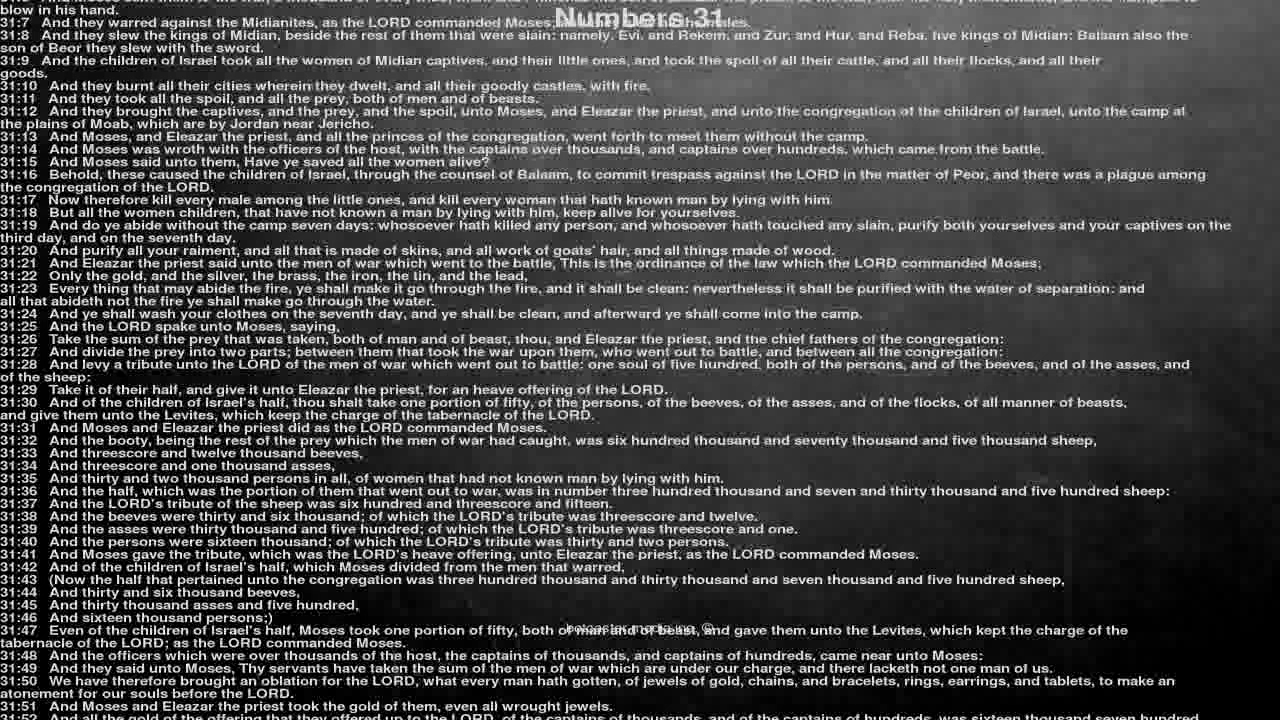 blow in his hand.
Numbers 31
31:7 And they warred against the Midianites, as the LORD commanded Moses;
31:8 And they slew the kings of Midian, beside the rest of them that were slain; namely, Evi, and Rekem, and Zur, and Hur, and Reba, five kings of Midian: Balaam also the
son of Beor they slew with the sword.
31:9 And the children of Israel took all the women of Midian captives, and their little ones, and took the spoil of all their cattle, and all their flocks, and all their
goods.
31:10 And they burnt all their cities wherein they dwelt, and all their goodly castles, with fire.
31:11 And they took all the spoil, and all the prey, both of men and of beasts.
31:12 And they brought the captives, and the prey, and the spoil, unto Moses, and Eleazar the priest, and unto the congregation of the children of Israel, unto the camp at
the plains of Moab, which are by Jordan near Jericho.
31:13 And Moses, and Eleazar the priest, and all the princes of the congregation, went forth to meet them without the camp.
31:14 And Moses was wroth with the officers of the host, with the captains over thousands, and captains over hundreds, which came from the battle.
31:15 And Moses said unto them, Have ye saved all the women alive?
31:16 Behold, these caused the children of Israel, through the counsel of Balaam, to commit trespass against the LORD in the matter of Peor, and there was a plague among
the congregation of the LORD.
31:17 Now therefore kill every male among the little ones, and kill every woman that hath known man by lying with him.
31:18 But all the women children, that have not known a man by lying with him, keep alive for yourselves.
31:19 And do ye abide without the camp seven days: whosoever hath killed any person, and whosoever hath touched any slain, purify both yourselves and your captives on the
third day, and on the seventh day.
31:20 And purify all your raiment, and all that is made of skins, and all work of goats' hair, and all things made of wood.
31:21 And Eleazar the priest said unto the men of war which went to the battle, This is the ordinance of the law which the LORD commanded Moses;
31:22 Only the gold, and the silver, the brass, the iron, the tin, and the lead,
31:23 Every thing that may abide the fire, ye shall make it go through the fire, and it shall be clean: nevertheless it shall be purified with the water of separation: and
all that abideth not the fire ye shall make go through the water.
31:24 And ye shall wash your clothes on the seventh day, and ye shall be clean, and afterward ye shall come into the camp.
31:25 And the LORD spake unto Moses, saying,
31:26 Take the sum of the prey that was taken, both of man and of beast, thou, and Eleazar the priest, and the chief fathers of the congregation:
31:27 And divide the prey into two parts; between them that took the war upon them, who went out to battle, and between all the congregation:
31:28 And levy a tribute unto the LORD of the men of war which went out to battle: one soul of five hundred, both of the persons, and of the beeves, and of the asses, and
of the sheep:
31:29 Take it of their half, and give it unto Eleazar the priest, for an heave offering of the LORD.
31:30 And of the children of Israel's half, thou shalt take one portion of fifty, of the persons, of the beeves, of the asses, and of the flocks, of all manner of beasts,
and give them unto the Levites, which keep the charge of the tabernacle of the LORD.
31:31 And Moses and Eleazar the priest did as the LORD commanded Moses.
31:32 And the booty, being the rest of the prey which the men of war had caught, was six hundred thousand and seventy thousand and five thousand sheep,
31:33 And threescore and twelve thousand beeves,
31:34 And threescore and one thousand asses,
31:35 And thirty and two thousand persons in all, of women that had not known man by lying with him.
31:36 And the half, which was the portion of them that went out to war, was in number three hundred thousand and seven and thirty thousand and five hundred sheep:
31:37 And the LORD's tribute of the sheep was six hundred and threescore and fifteen.
31:38 And the beeves were thirty and six thousand; of which the LORD's tribute was threescore and twelve.
31:39 And the asses were thirty thousand and five hundred; of which the LORD's tribute was threescore and one.
31:40 And the persons were sixteen thousand; of which the LORD's tribute was thirty and two persons.
31:41 And Moses gave the tribute, which was the LORD's heave offering, unto Eleazar the priest, as the LORD commanded Moses.
31:42 And of the children of Israel's half, which Moses divided from the men that warred,
31:43 (Now the half that pertained unto the congregation was three hundred thousand and thirty thousand and seven thousand and five hundred sheep,
31:44 And thirty and six thousand beeves,
31:45 And thirty thousand asses and five hundred,
31:46 And sixteen thousand persons;)
31:47 Even of the children of Israel's half, Moses took one portion of fifty, both of man and of beast, and gave them unto the Levites, which kept the charge of the
tabernacle of the LORD; as the LORD commanded Moses.
31:48 And the officers which were over thousands of the host, the captains of thousands, and captains of hundreds, came near unto Moses:
31:49 And they said unto Moses, Thy servants have taken the sum of the men of war which are under our charge, and there lacketh not one man of us.
31:50 We have therefore brought an oblation for the LORD, what every man hath gotten, of jewels of gold, chains, and bracelets, rings, earrings, and tablets, to make an
atonement for our souls before the LORD.
31:51 And Moses and Eleazar the priest took the gold of them, even all wrought jewels.
31:52 And all the gold of the offering that they offered up to the LORD, of the captains of thousands, and of the captains of hundreds, was sixteen thousand seven hundred